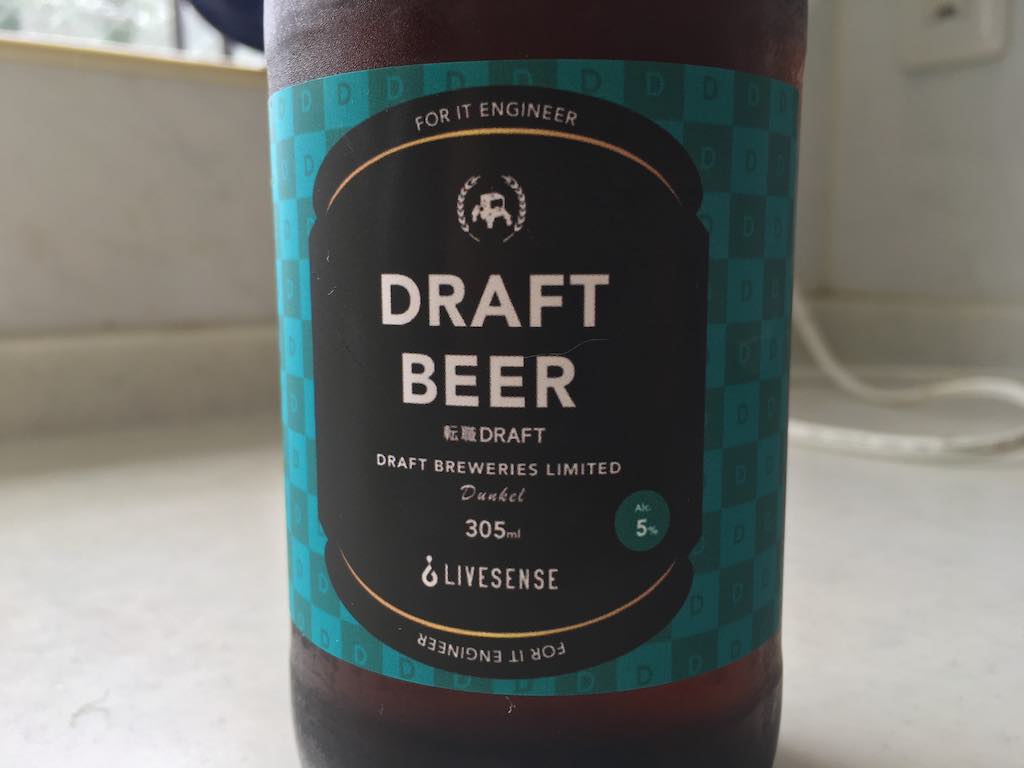 FOR IT ENGINEER
DRAFT
BEER
転職DRAFT
DRAFT BREWERIES LIMITED
Dunkel
305ml
Alc.
5%
LIVESENSE
FOR IT ENGINEER